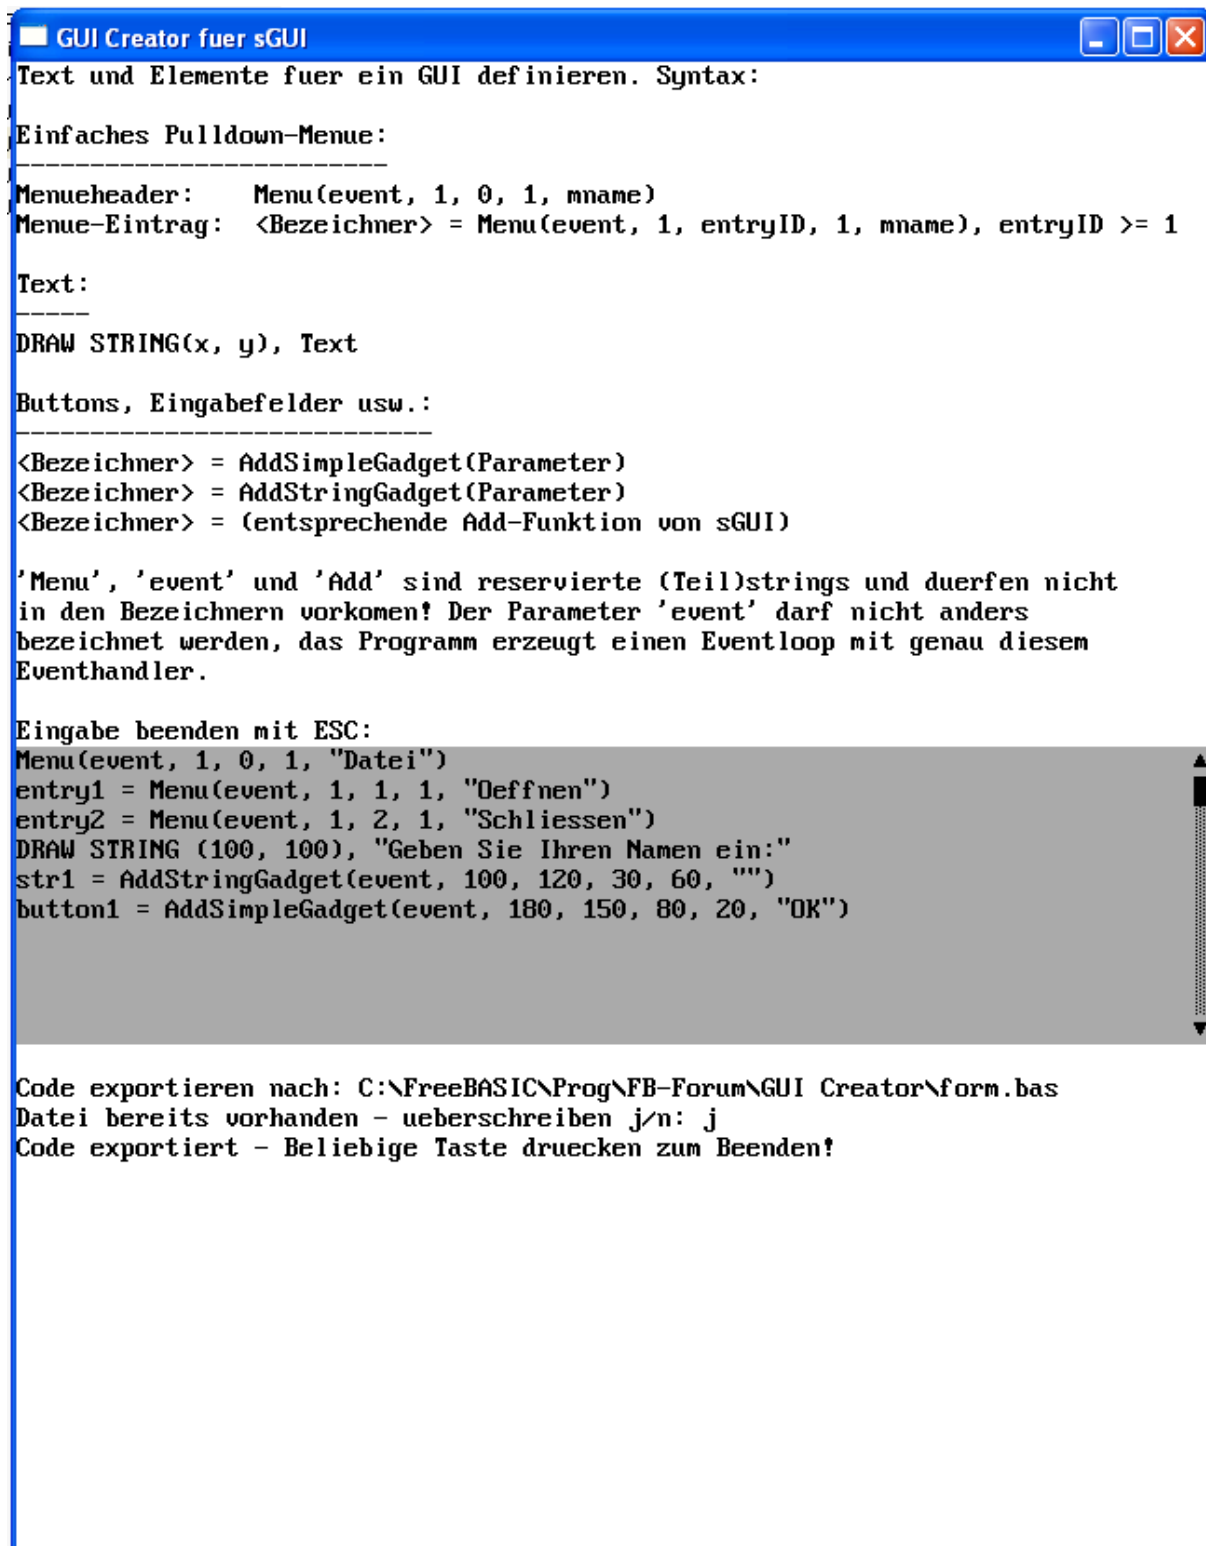 GUI Creator fuer sGUI
Text und Elemente fuer ein GUI definieren. Syntax:
Einfaches Pulldown-Menue:
-------------------------
Menueheader:    Menu(event, 1, 0, 1, mname)
Menue-Eintrag:  <Bezeichner> = Menu(event, 1, entryID, 1, mname), entryID >= 1
Text:
-----
DRAW STRING(x, y), Text
Buttons, Eingabefelder usw.:
----------------------------
<Bezeichner> = AddSimpleGadget(Parameter)
<Bezeichner> = AddStringGadget(Parameter)
<Bezeichner> = (entsprechende Add-Funktion von sGUI)
'Menu', 'event' und 'Add' sind reservierte (Teil)strings und duerfen nicht
in den Bezeichnern vorkomen! Der Parameter 'event' darf nicht anders
bezeichnet werden, das Programm erzeugt einen Eventloop mit genau diesem
Eventhandler.
Eingabe beenden mit ESC:
Menu(event, 1, 0, 1, "Datei")
entry1 = Menu(event, 1, 1, 1, "Oeffnen")
entry2 = Menu(event, 1, 2, 1, "Schliessen")
DRAW STRING (100, 100), "Geben Sie Ihren Namen ein:"
str1 = AddStringGadget(event, 100, 120, 30, 60, "")
button1 = AddSimpleGadget(event, 180, 150, 80, 20, "OK")
Code exportieren nach: C:\FreeBASIC\Prog\FB-Forum\GUI Creator\form.bas
Datei bereits vorhanden - ueberschreiben j/n: j
Code exportiert - Beliebige Taste druecken zum Beenden!